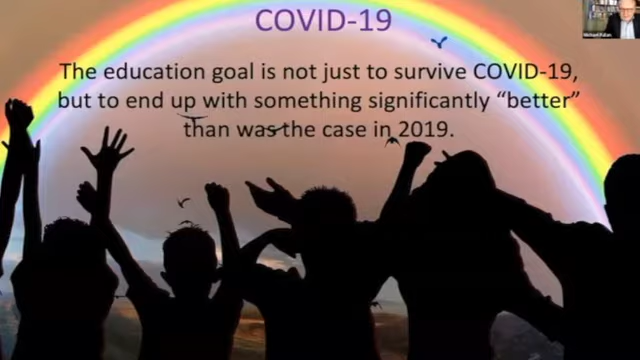 COVID-19
The education goal is not just to survive COVID-19,
but to end up with something significantly “better”
than was the case in 2019.